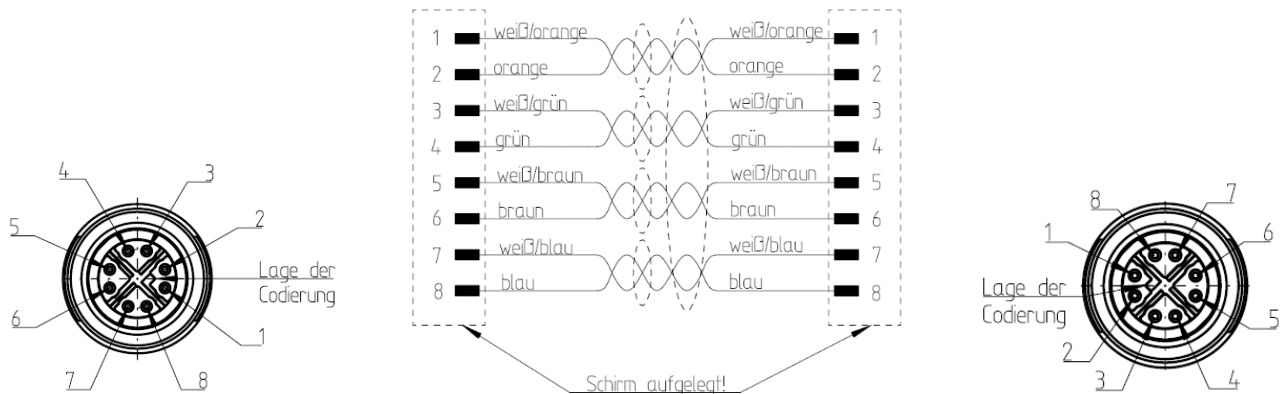 1 weiß/orange weiß/orange 1
2 orange orange 2
3 weiß/grün weiß/grün 3
4 grün grün 4
5 weiß/braun weiß/braun 5
6 braun braun 6
7 weiß/blau weiß/blau 7
8 blau blau 8
Schirm aufgelegt!
4 3
5 2
Lage der
Codierung
6 1
7 8
8 7
1 6
Lage der
Codierung
2 5
3 4